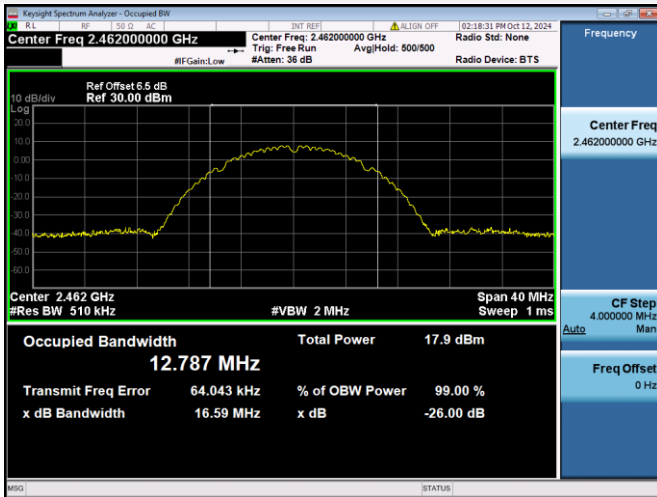 Keysight Spectrum Analyzer - Occupied BW
RL RF 50 Ω AC INT REF ALIGN OFF 02:18:31 PM Oct 12, 2024
Center Freq 2.462000000 GHz
Center Freq: 2.462000000 GHz Radio Std: None
Trig: Free Run Avg|Hold: 500/500
#IFGain:Low #Atten: 36 dB Radio Device: BTS
Ref Offset 6.5 dB
10 dB/div Ref 30.00 dBm
Log
20.0
10.0
0.00
-10.0
-20.0
-30.0
-40.0
-50.0
-60.0
Center 2.462 GHz Span 40 MHz
#Res BW 510 kHz #VBW 2 MHz Sweep 1 ms
Occupied Bandwidth Total Power 17.9 dBm
12.787 MHz
Transmit Freq Error 64.043 kHz % of OBW Power 99.00 %
x dB Bandwidth 16.59 MHz x dB -26.00 dB
MSG STATUS
Frequency
Center Freq
2.462000000 GHz
CF Step
4.000000 MHz
Auto Man
Freq Offset
0 Hz